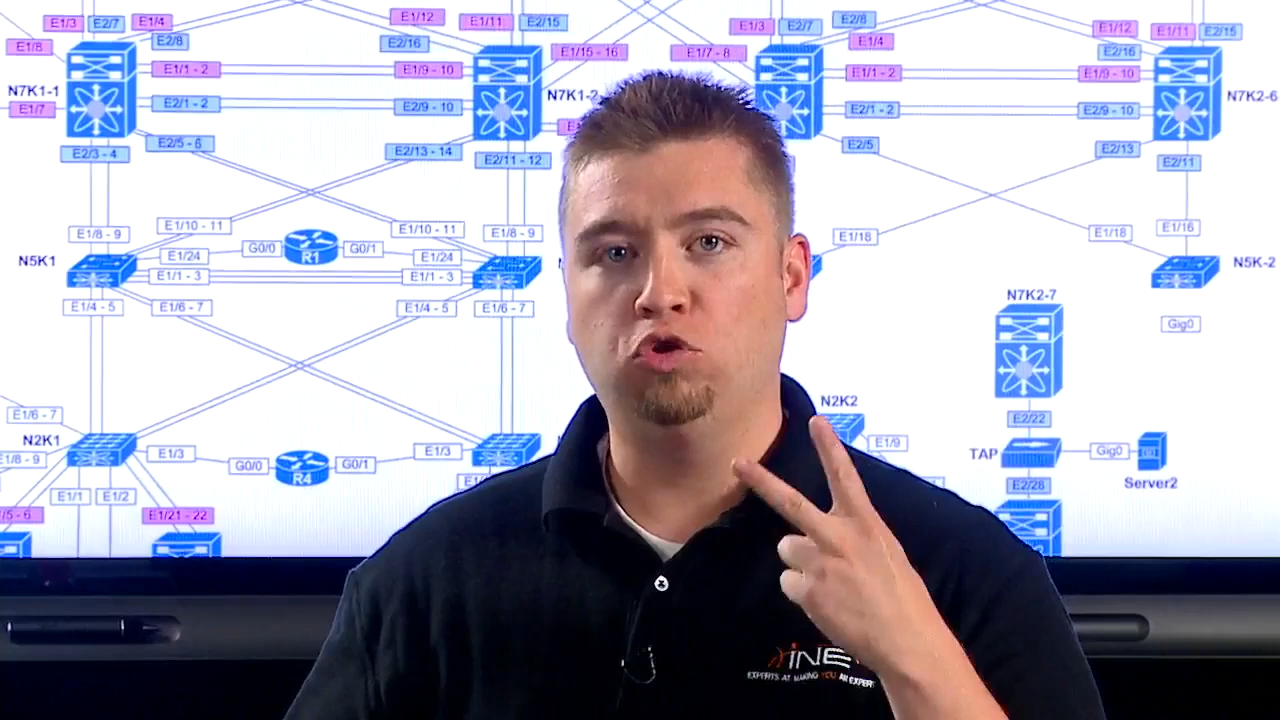 E1/3 E2/7 E1/4 E1/12 E1/11 E2/15 E1/3 E2/7 E2/8 E1/12 E1/11 E2/15
E1/8 E2/8 E2/16 E1/15 - 16 E1/7 - 8 E1/4 E2/16
E1/1 - 2 E1/9 - 10 E1/1 - 2 E1/9 - 10
N7K1-1 N7K1-2 N7K2-6
E1/7 E2/1 - 2 E2/9 - 10 E2/1 - 2 E2/9 - 10
E2/3 - 4 E2/5 - 6 E2/13 - 14 E2/11 - 12 E2/5 E2/13 E2/11
E1/8 - 9 E1/10 - 11 E1/10 - 11 E1/8 - 9 E1/18 E1/18 E1/16
N5K1 E1/24 G0/0 R1 G0/1 E1/24 N5K-2
E1/1 - 3 E1/1 - 3
E1/4 - 5 E1/6 - 7 E1/4 - 5 E1/6 - 7 N7K2-7 Gig0
E1/6 - 7 N2K2 E2/22
N2K1 E1/3 E1/3 E1/9 TAP Gig0
E1/8 - 9 G0/0 R4 G0/1 Server2
E1/1 E1/2 E2/28
E1/21 - 22
iNE
EXPERTS AT MAKING YOU AN EXPERT